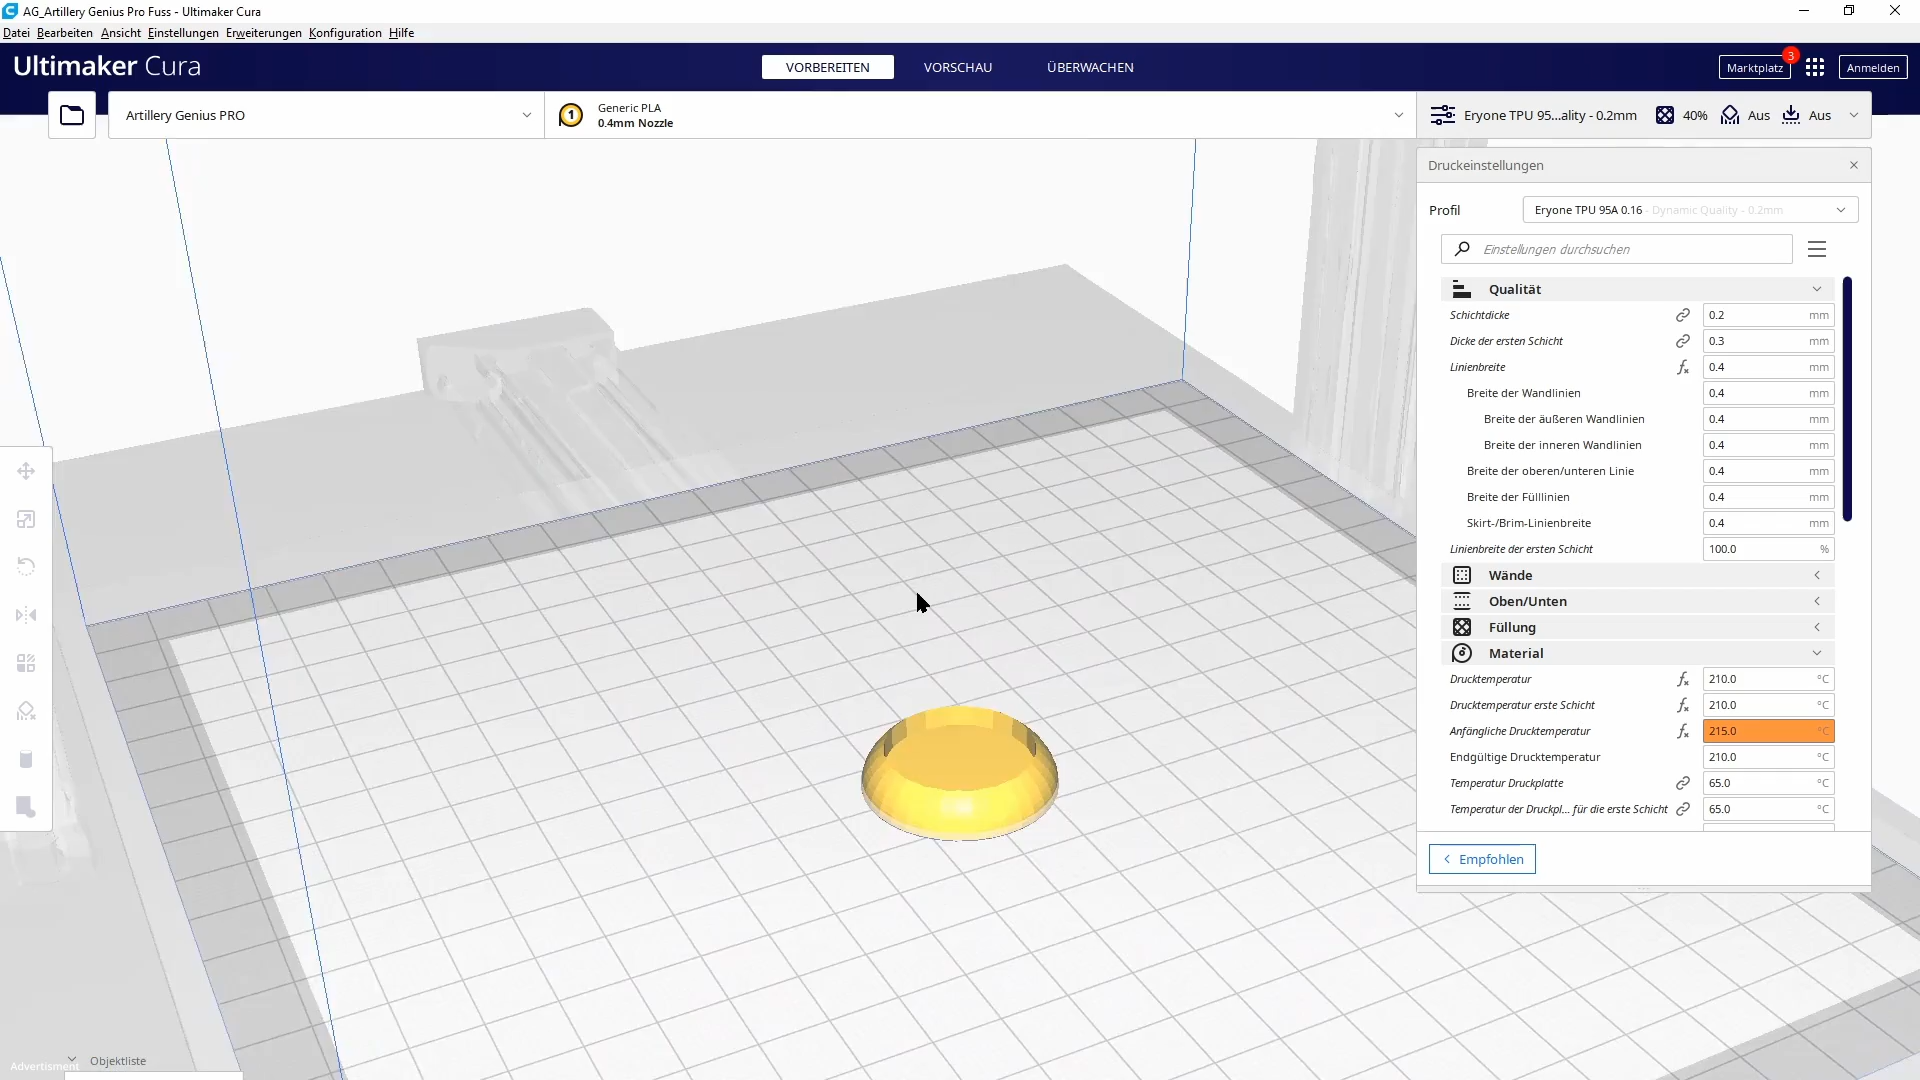 AG_Artillery Genius Pro Fuss - Ultimaker Cura
Datei Bearbeiten Ansicht Einstellungen Erweiterungen Konfiguration Hilfe
Ultimaker Cura
VORBEREITEN
VORSCHAU
ÜBERWACHEN
Marktplatz
3
Anmelden
Artillery Genius PRO
1
Generic PLA
0.4mm Nozzle
Eryone TPU 95...ality - 0.2mm
40%
Aus
Aus
Druckeinstellungen
Profil
Eryone TPU 95A 0.16 - Dynamic Quality - 0.2mm
Einstellungen durchsuchen
Qualität
Schichtdicke 0.2 mm
Dicke der ersten Schicht 0.3 mm
Linienbreite 0.4 mm
Breite der Wandlinien 0.4 mm
Breite der äußeren Wandlinien 0.4 mm
Breite der inneren Wandlinien 0.4 mm
Breite der oberen/unteren Linie 0.4 mm
Breite der Fülllinien 0.4 mm
Skirt-/Brim-Linienbreite 0.4 mm
Linienbreite der ersten Schicht 100.0 %
Wände
Oben/Unten
Füllung
Material
Drucktemperatur 210.0 °C
Drucktemperatur erste Schicht 210.0 °C
Anfängliche Drucktemperatur 215.0 °C
Endgültige Drucktemperatur 210.0 °C
Temperatur Druckplatte 65.0 °C
Temperatur der Druckpl... für die erste Schicht 65.0 °C
Empfohlen
Objektliste
Advertisment